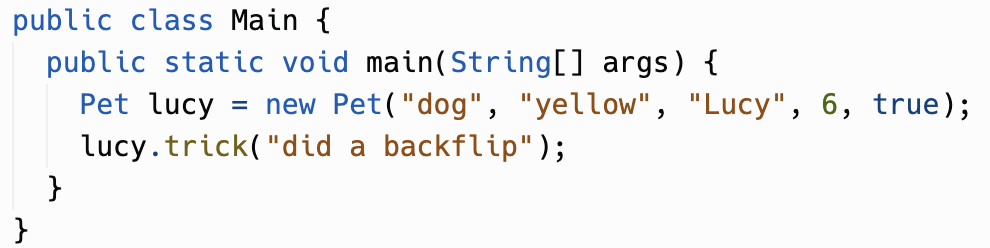 public class Main {
  public static void main(String[] args) {
    Pet lucy = new Pet("dog", "yellow", "Lucy", 6, true);
    lucy.trick("did a backflip");
  }
}